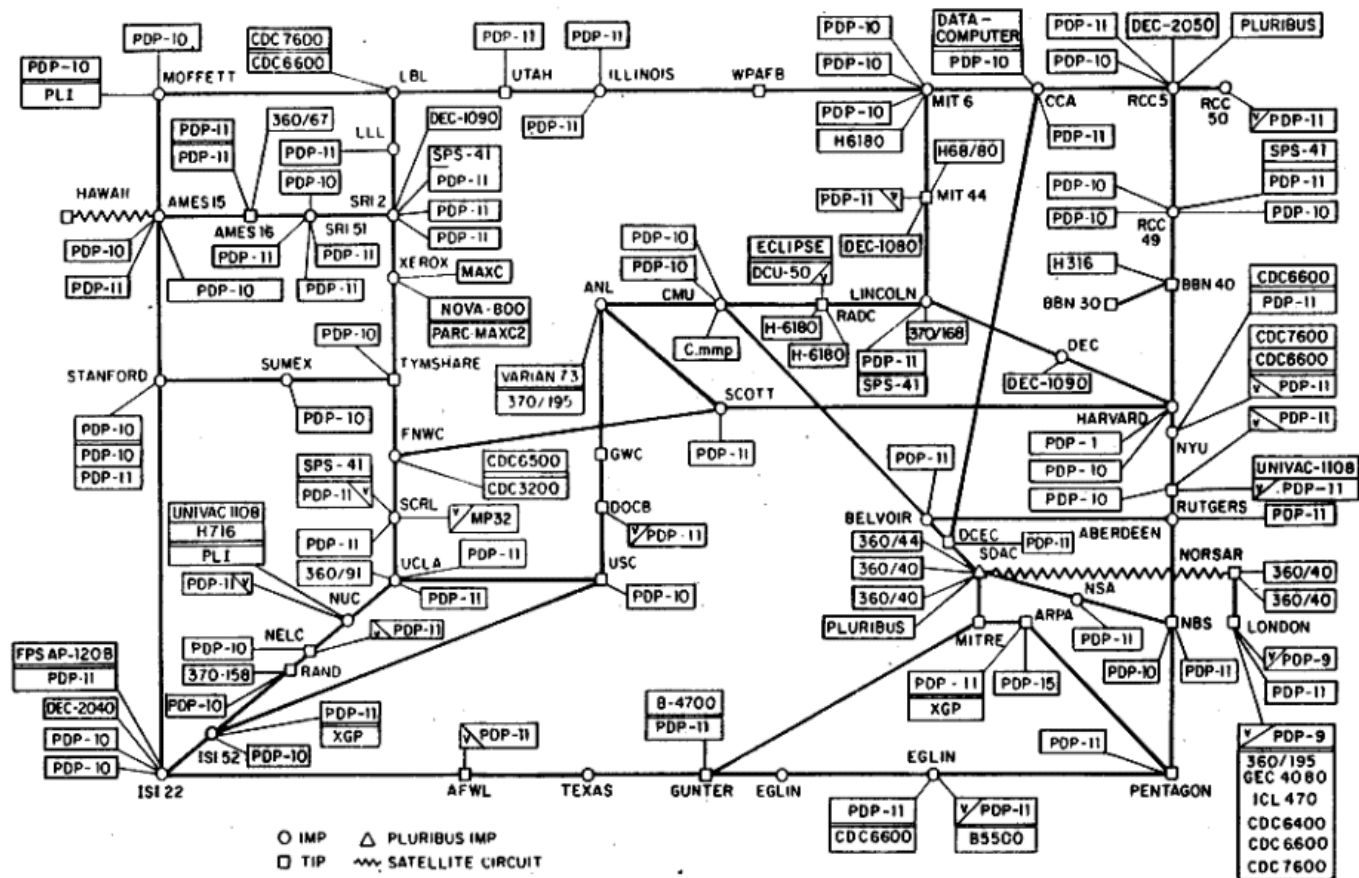 PDP-10
CDC7600
CDC6600
PDP-11
PDP-11
PDP-10
DATA-
COMPUTER
PDP-10
PDP-11
DEC-2050
PLURIBUS
PDP-10
PLI
MOFFETT
LBL
UTAH
ILLINOIS
WPAFB
PDP-10
PDP-10
MIT 6
CCA
PDP-10
RCC5
RCC
50
PDP-11
PDP-10
H6180
PDP-11
V PDP-11
PDP-11
PDP-11
360/67
LLL
PDP-11
DEC-1090
SPS-41
PDP-11
H68/80
SPS-41
PDP-11
HAWAII
AMES15
PDP-10
SRI2
PDP-11
PDP-11
PDP-11 V
MIT 44
PDP-10
PDP-10
PDP-10
RCC
49
AMES16
SRI 51
PDP-10
PDP-11
PDP-10
PDP-11
PDP-11
PDP-11
PDP-10
PDP-10
ECLIPSE
DCU-50 V
DEC-1080
H316
XEROX
MAXC
NOVA-800
PARC-MAXC2
ANL
CMU
RADC
LINCOLN
BBN 30
BBN 40
CDC6600
PDP-11
C.mmp
H-6180
H-6180
370/168
PDP-11
SPS-41
DEC
DEC-1090
CDC7600
CDC6600
V PDP-11
V PDP-11
PDP-10
TYMSHARE
STANFORD
SUMEX
PDP-10
VARIAN 73
370/195
SCOTT
PDP-11
HARVARD
NYU
PDP-10
PDP-10
PDP-11
FNWC
CDC6500
CDC3200
GWC
PDP-1
PDP-10
PDP-10
UNIVAC-1108
V PDP-11
RUTGERS
PDP-11
SPS-41
PDP-11 V
SCRL
V MP32
DOCB
V PDP-11
PDP-11
BELVOIR
DCEC
PDP-11
ABERDEEN
UNIVAC 1108
H716
PLI
PDP-11 V
PDP-11
360/91
UCLA
PDP-11
PDP-11
USC
PDP-10
360/44
360/40
360/40
PLURIBUS
SDAC
NORSAR
360/40
360/40
NUC
NELC
PDP-10
V PDP-11
NSA
PDP-11
MITRE
ARPA
NBS
PDP-10
PDP-11
LONDON
V PDP-9
PDP-11
FPS AP-120B
PDP-11
DEC-2040
PDP-10
PDP-10
370-158
RAND
PDP-10
ISI 52
PDP-11
XGP
PDP-10
PDP-11
XGP
PDP-15
V PDP-11
B-4700
PDP-11
PDP-11
V PDP-9
360/195
GEC 4080
ICL 470
CDC6400
CDC6600
CDC7600
ISI22
AFWL
TEXAS
GUNTER
EGLIN
EGLIN
PENTAGON
PDP-11
CDC6600
V PDP-11
B5500
IMP
PLURIBUS IMP
TIP
SATELLITE CIRCUIT